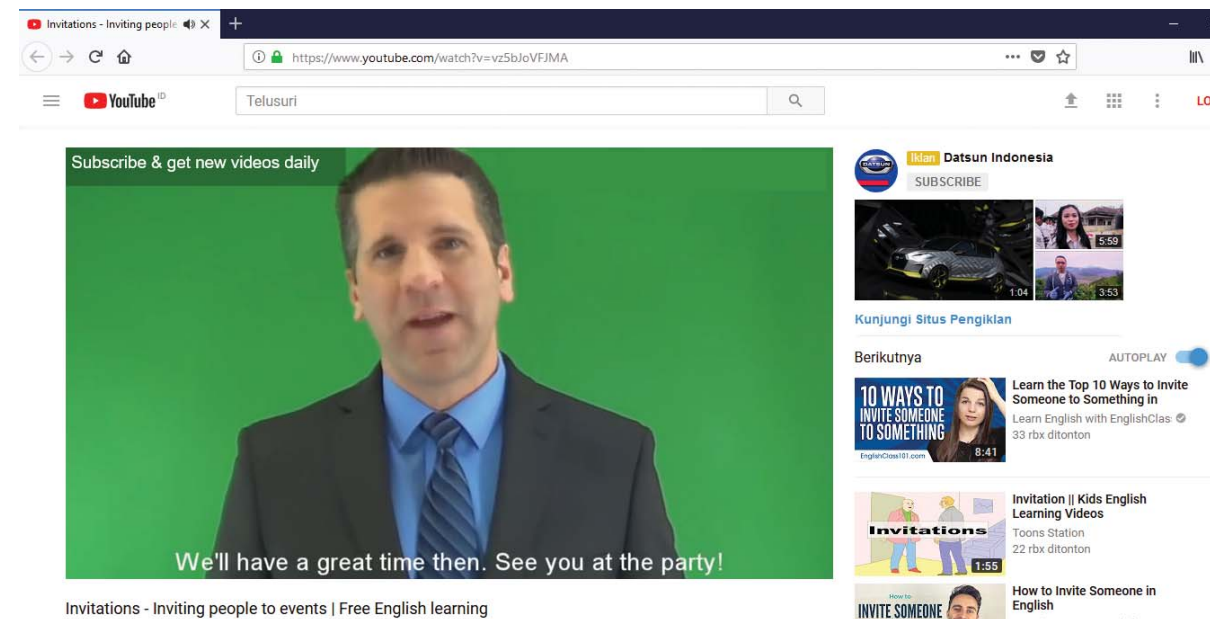 Invitations - Inviting people
https://www.youtube.com/watch?v=vz5bJoVFJMA
YouTube ID
Telusuri
LO
Subscribe & get new videos daily
We'll have a great time then. See you at the party!
Invitations - Inviting people to events | Free English learning
DATSUN
Iklan Datsun Indonesia
SUBSCRIBE
5:59
1:04
3:53
Kunjungi Situs Pengiklan
Berikutnya
AUTOPLAY
10 WAYS TO
INVITE SOMEONE
TO SOMETHING
EnglishClass101.com
8:41
Learn the Top 10 Ways to Invite
Someone to Something in
Learn English with EnglishClas
33 rbx ditonton
Invitations
1:55
Invitation || Kids English
Learning Videos
Toons Station
22 rbx ditonton
How to
INVITE SOMEONE
How to Invite Someone in
English